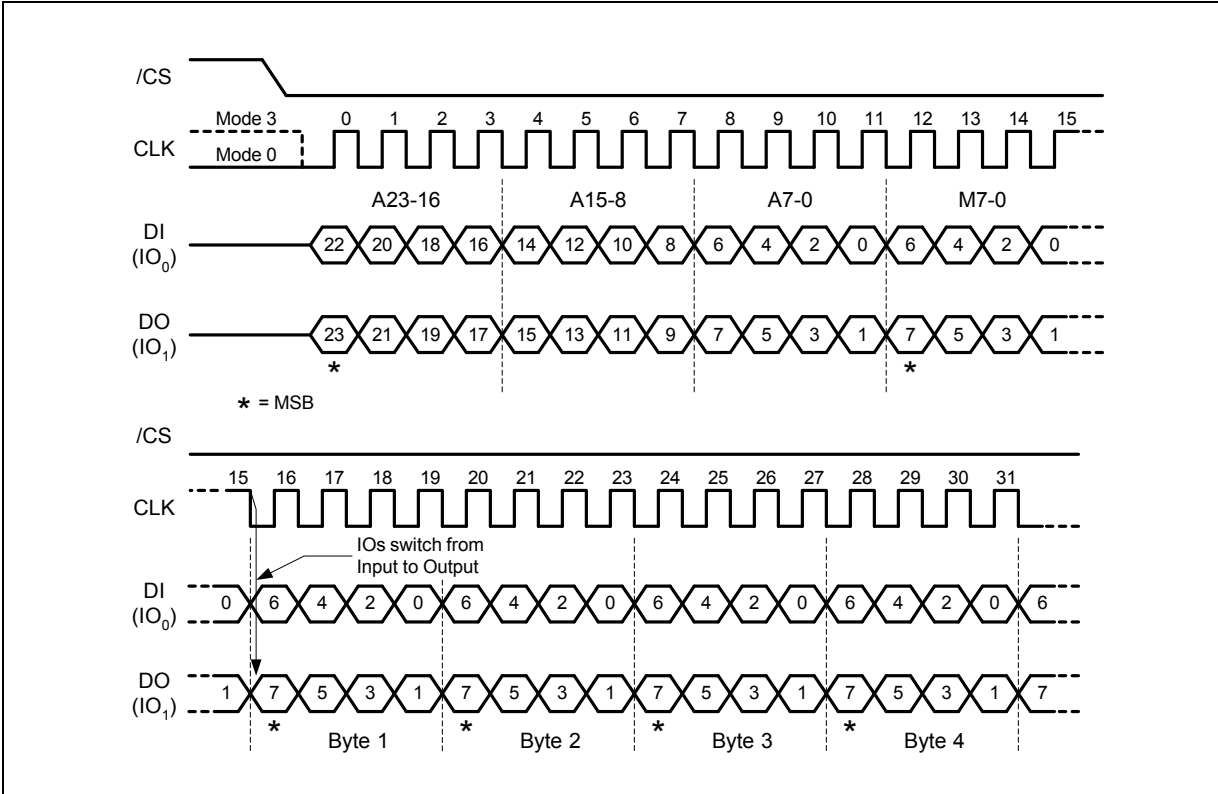 /CS
Mode 3 0 1 2 3 4 5 6 7 8 9 10 11 12 13 14 15
CLK
Mode 0
A23-16 A15-8 A7-0 M7-0
DI
(IO0)
22 20 18 16 14 12 10 8 6 4 2 0 6 4 2 0
DO
(IO1)
23 21 19 17 15 13 11 9 7 5 3 1 7 5 3 1
* *
* = MSB
/CS
15 16 17 18 19 20 21 22 23 24 25 26 27 28 29 30 31
CLK
IOs switch from
Input to Output
DI
(IO0)
0 6 4 2 0 6 4 2 0 6 4 2 0 6 4 2 0 6
DO
(IO1)
1 7 5 3 1 7 5 3 1 7 5 3 1 7 5 3 1 7
* * * *
Byte 1 Byte 2 Byte 3 Byte 4